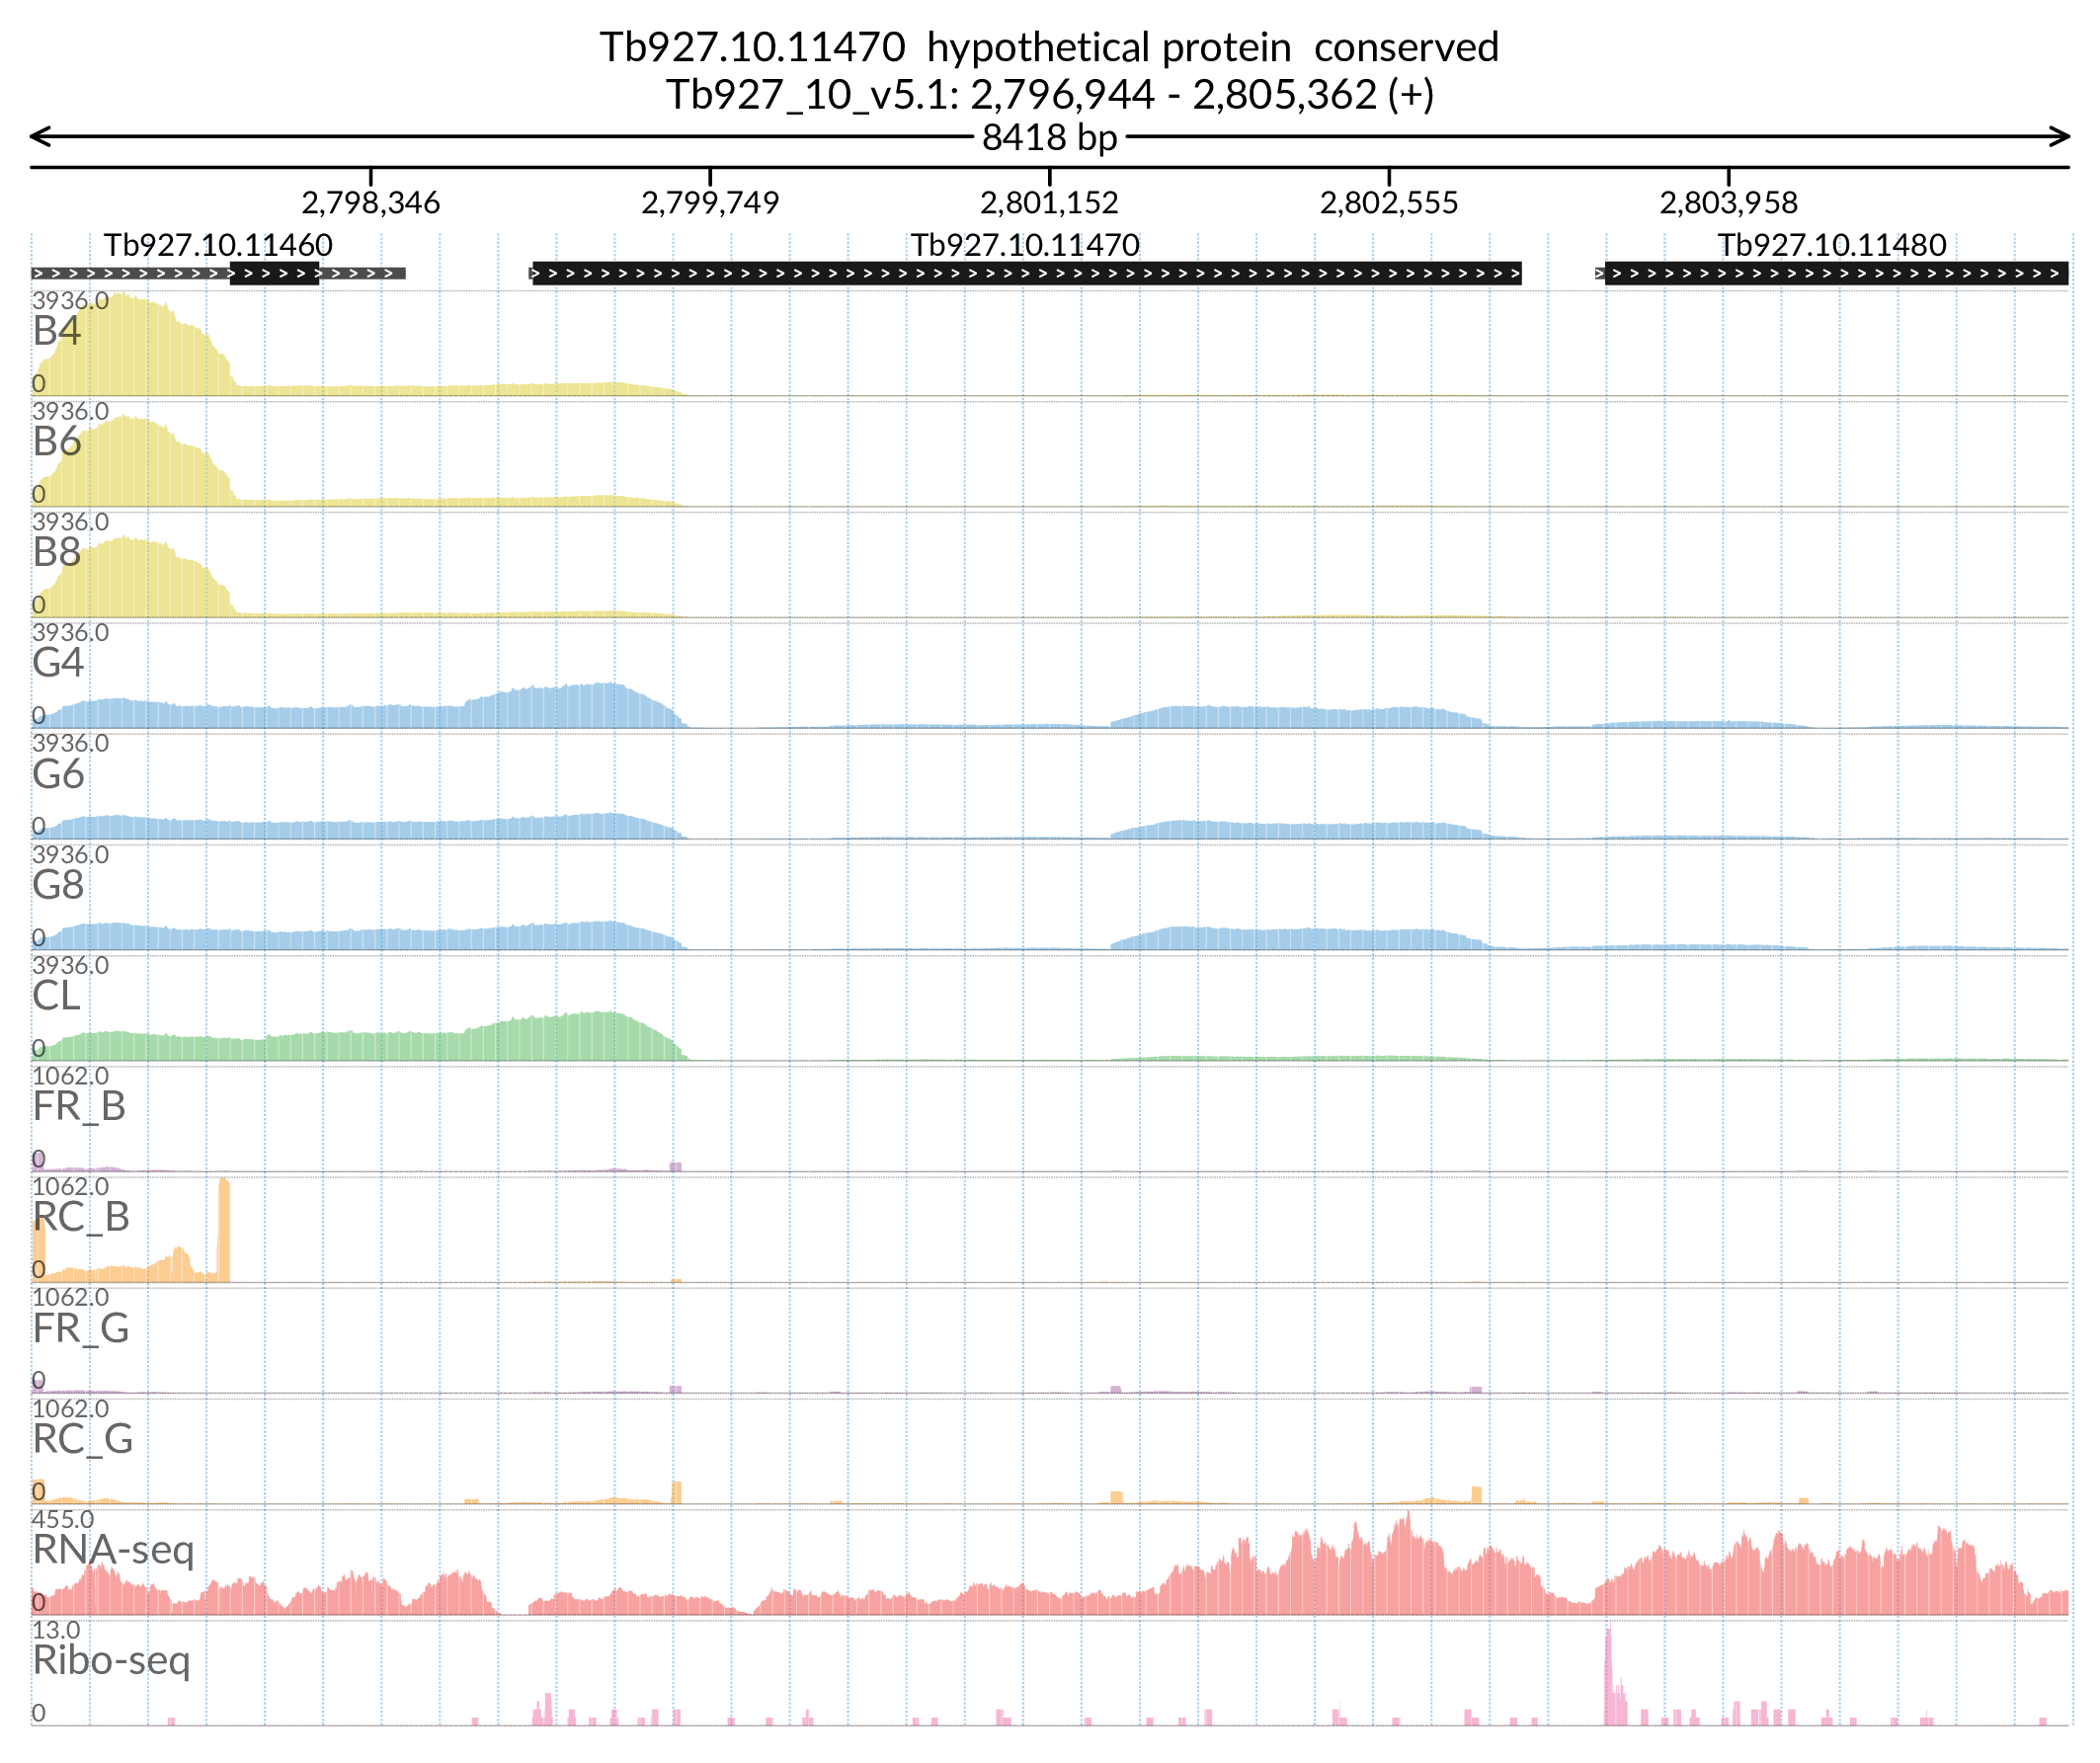 Tb927.10.11470 hypothetical protein conserved
Tb927_10_v5.1: 2,796,944 - 2,805,362 (+)
8418 bp
2,798,346 2,799,749 2,801,152 2,802,555 2,803,958
Tb927.10.11460 Tb927.10.11470 Tb927.10.11480
3936.0
B4
0
3936.0
B6
0
3936.0
B8
0
3936.0
G4
0
3936.0
G6
0
3936.0
G8
0
3936.0
CL
0
1062.0
FR_B
0
1062.0
RC_B
0
1062.0
FR_G
0
1062.0
RC_G
0
455.0
RNA-seq
0
13.0
Ribo-seq
0